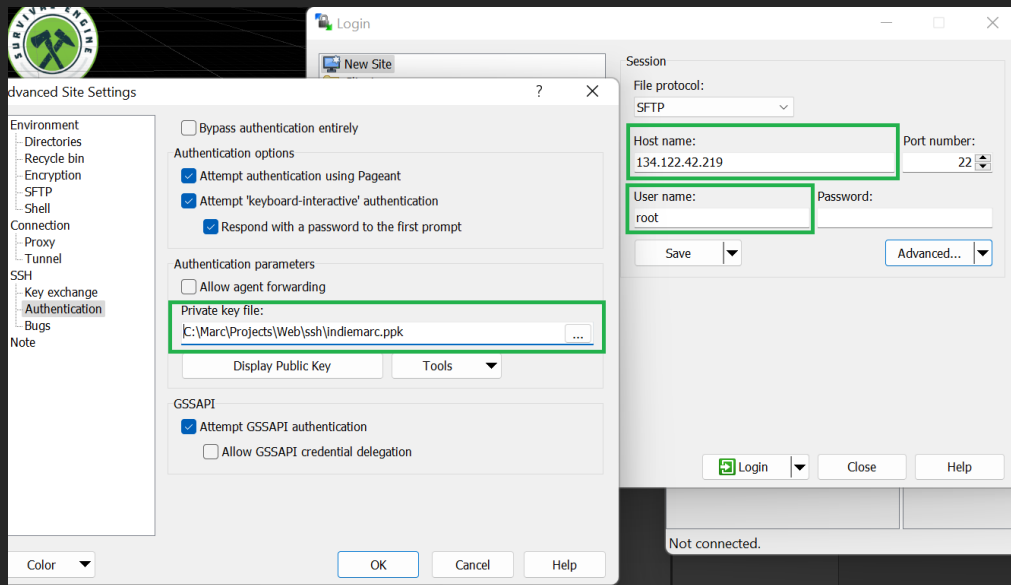 SURVIVAL ENGINE
Login
New Site
Session
File protocol:
SFTP
Host name:
Port number:
134.122.42.219
22
User name:
Password:
root
Save
Advanced...
Login
Close
Help
Not connected.
dvanced Site Settings
?
Environment
Directories
Recycle bin
Encryption
SFTP
Shell
Connection
Proxy
Tunnel
SSH
Key exchange
Authentication
Bugs
Note
Bypass authentication entirely
Authentication options
Attempt authentication using Pageant
Attempt 'keyboard-interactive' authentication
Respond with a password to the first prompt
Authentication parameters
Allow agent forwarding
Private key file:
C:\Marc\Projects\Web\ssh\indiemarc.ppk
...
Display Public Key
Tools
GSSAPI
Attempt GSSAPI authentication
Allow GSSAPI credential delegation
Color
OK
Cancel
Help